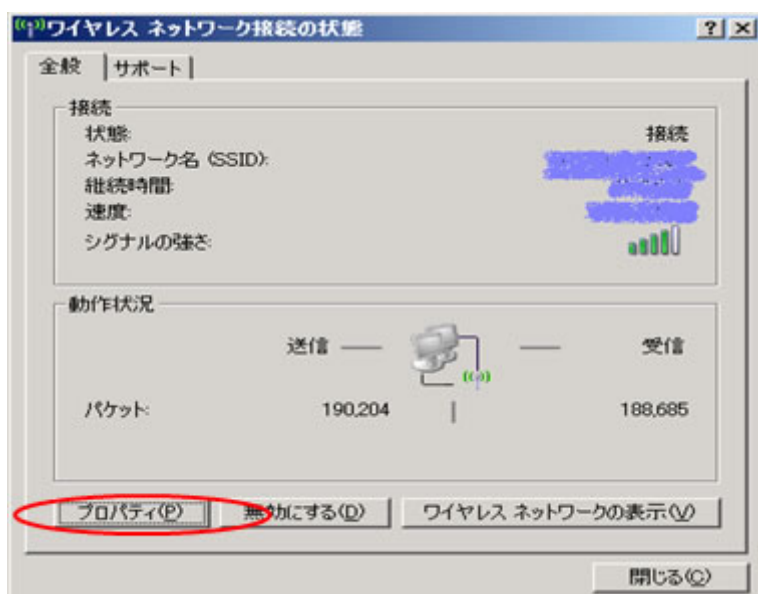 ワイヤレス ネットワーク接続の状態
全般 サポート
接続
状態: 接続
ネットワーク名 (SSID):
継続時間:
速度:
シグナルの強さ:
動作状況
送信 受信
パケット: 190,204 188,685
プロパティ(P) 無効にする(D) ワイヤレス ネットワークの表示(V)
閉じる(C)